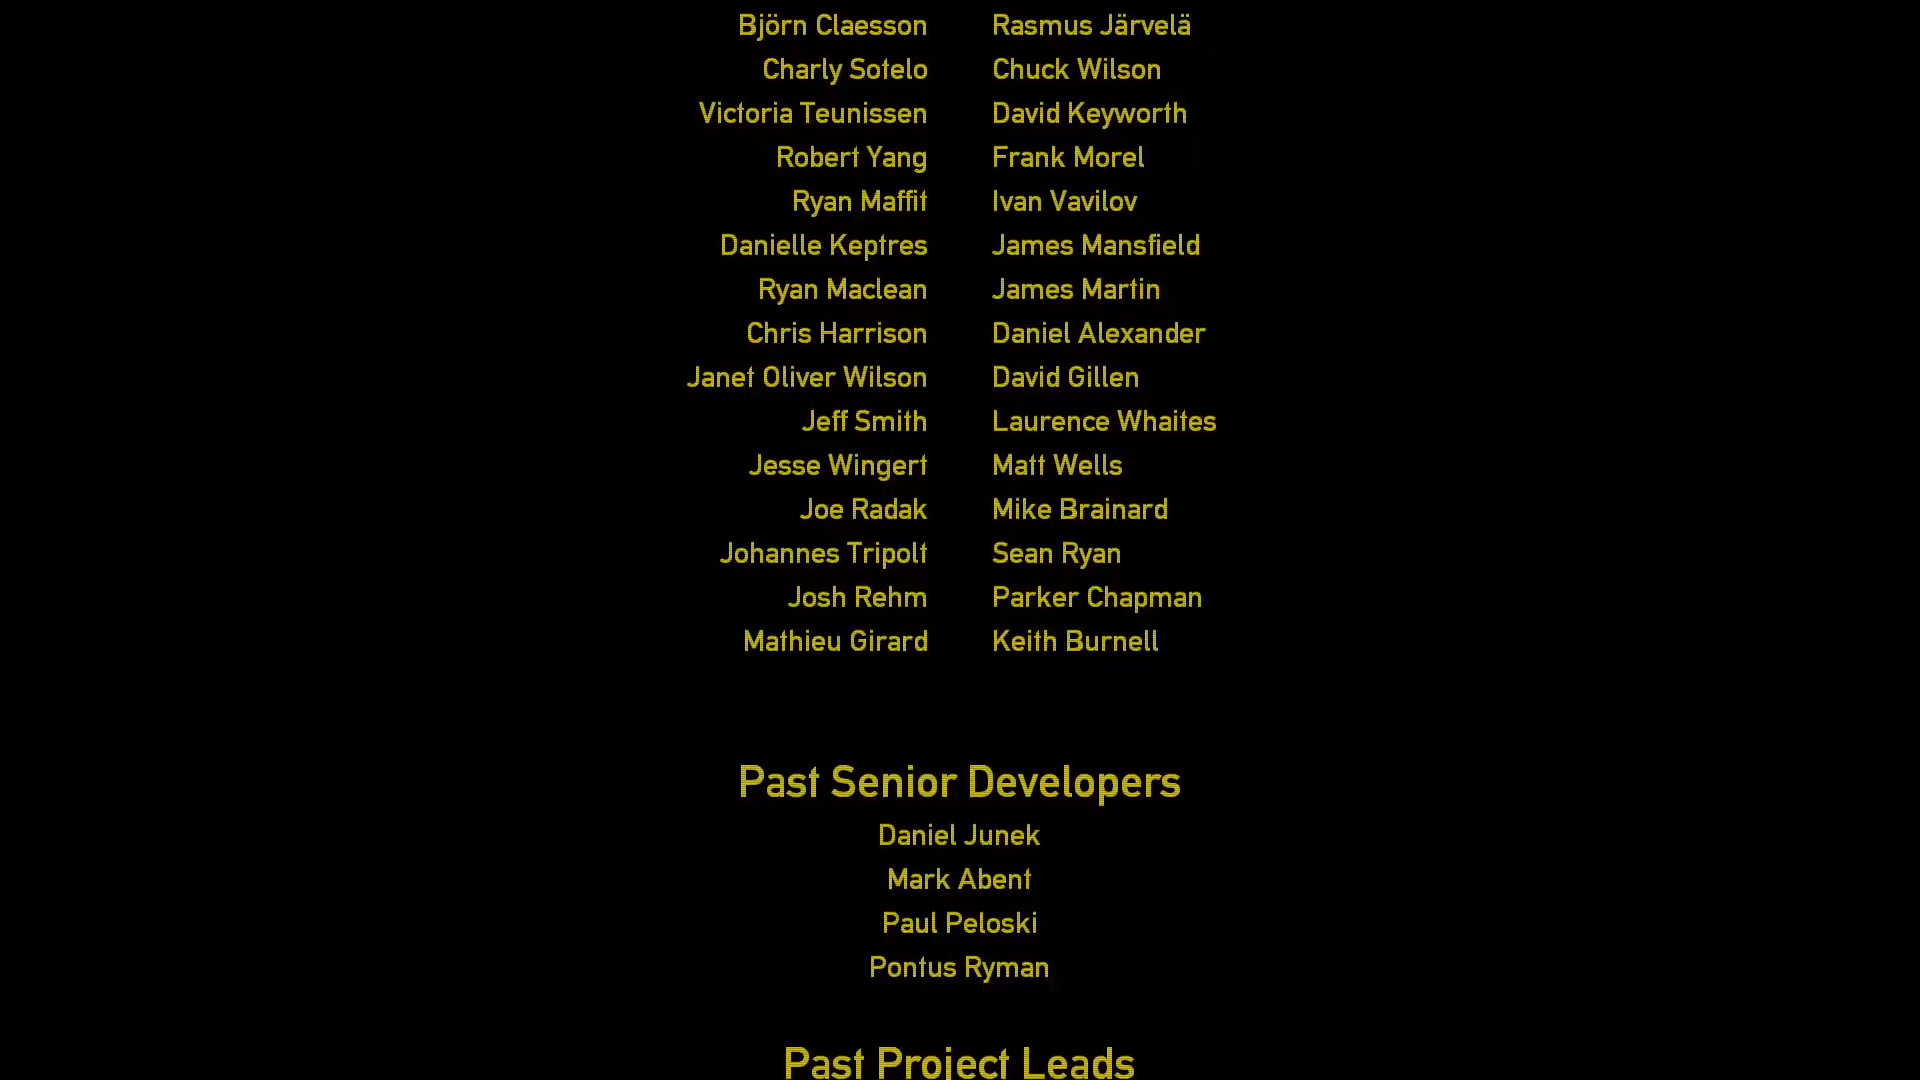 Björn Claesson Rasmus Järvelä
Charly Sotelo Chuck Wilson
Victoria Teunissen David Keyworth
Robert Yang Frank Morel
Ryan Maffit Ivan Vavilov
Danielle Keptres James Mansfield
Ryan Maclean James Martin
Chris Harrison Daniel Alexander
Janet Oliver Wilson David Gillen
Jeff Smith Laurence Whaites
Jesse Wingert Matt Wells
Joe Radak Mike Brainard
Johannes Tripolt Sean Ryan
Josh Rehm Parker Chapman
Mathieu Girard Keith Burnell
Past Senior Developers
Daniel Junek
Mark Abent
Paul Peloski
Pontus Ryman
Past Project Leads